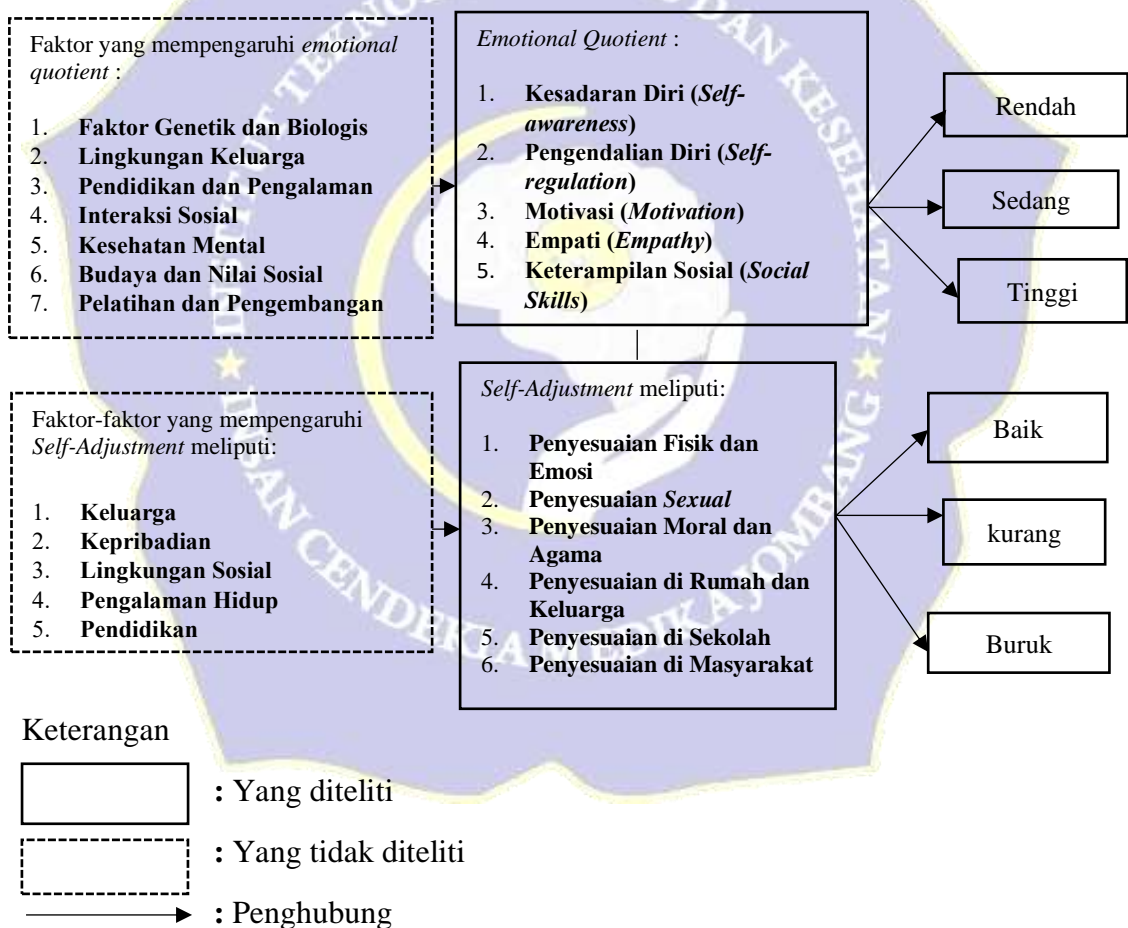 Faktor yang mempengaruhi emotional
quotient :
1. Faktor Genetik dan Biologis
2. Lingkungan Keluarga
3. Pendidikan dan Pengalaman
4. Interaksi Sosial
5. Kesehatan Mental
6. Budaya dan Nilai Sosial
7. Pelatihan dan Pengembangan
Emotional Quotient :
1. Kesadaran Diri (Self-
awareness)
2. Pengendalian Diri (Self-
regulation)
3. Motivasi (Motivation)
4. Empati (Empathy)
5. Keterampilan Sosial (Social
Skills)
Rendah
Sedang
Tinggi
Faktor-faktor yang mempengaruhi
Self-Adjustment meliputi:
1. Keluarga
2. Kepribadian
3. Lingkungan Sosial
4. Pengalaman Hidup
5. Pendidikan
Self-Adjustment meliputi:
1. Penyesuaian Fisik dan
Emosi
2. Penyesuaian Sexual
3. Penyesuaian Moral dan
Agama
4. Penyesuaian di Rumah dan
Keluarga
5. Penyesuaian di Sekolah
6. Penyesuaian di Masyarakat
Baik
kurang
Buruk
Keterangan
: Yang diteliti
: Yang tidak diteliti
: Penghubung
DAN KESEHATAN
INSAN CENDEKIA MEDIKA JOMBANG